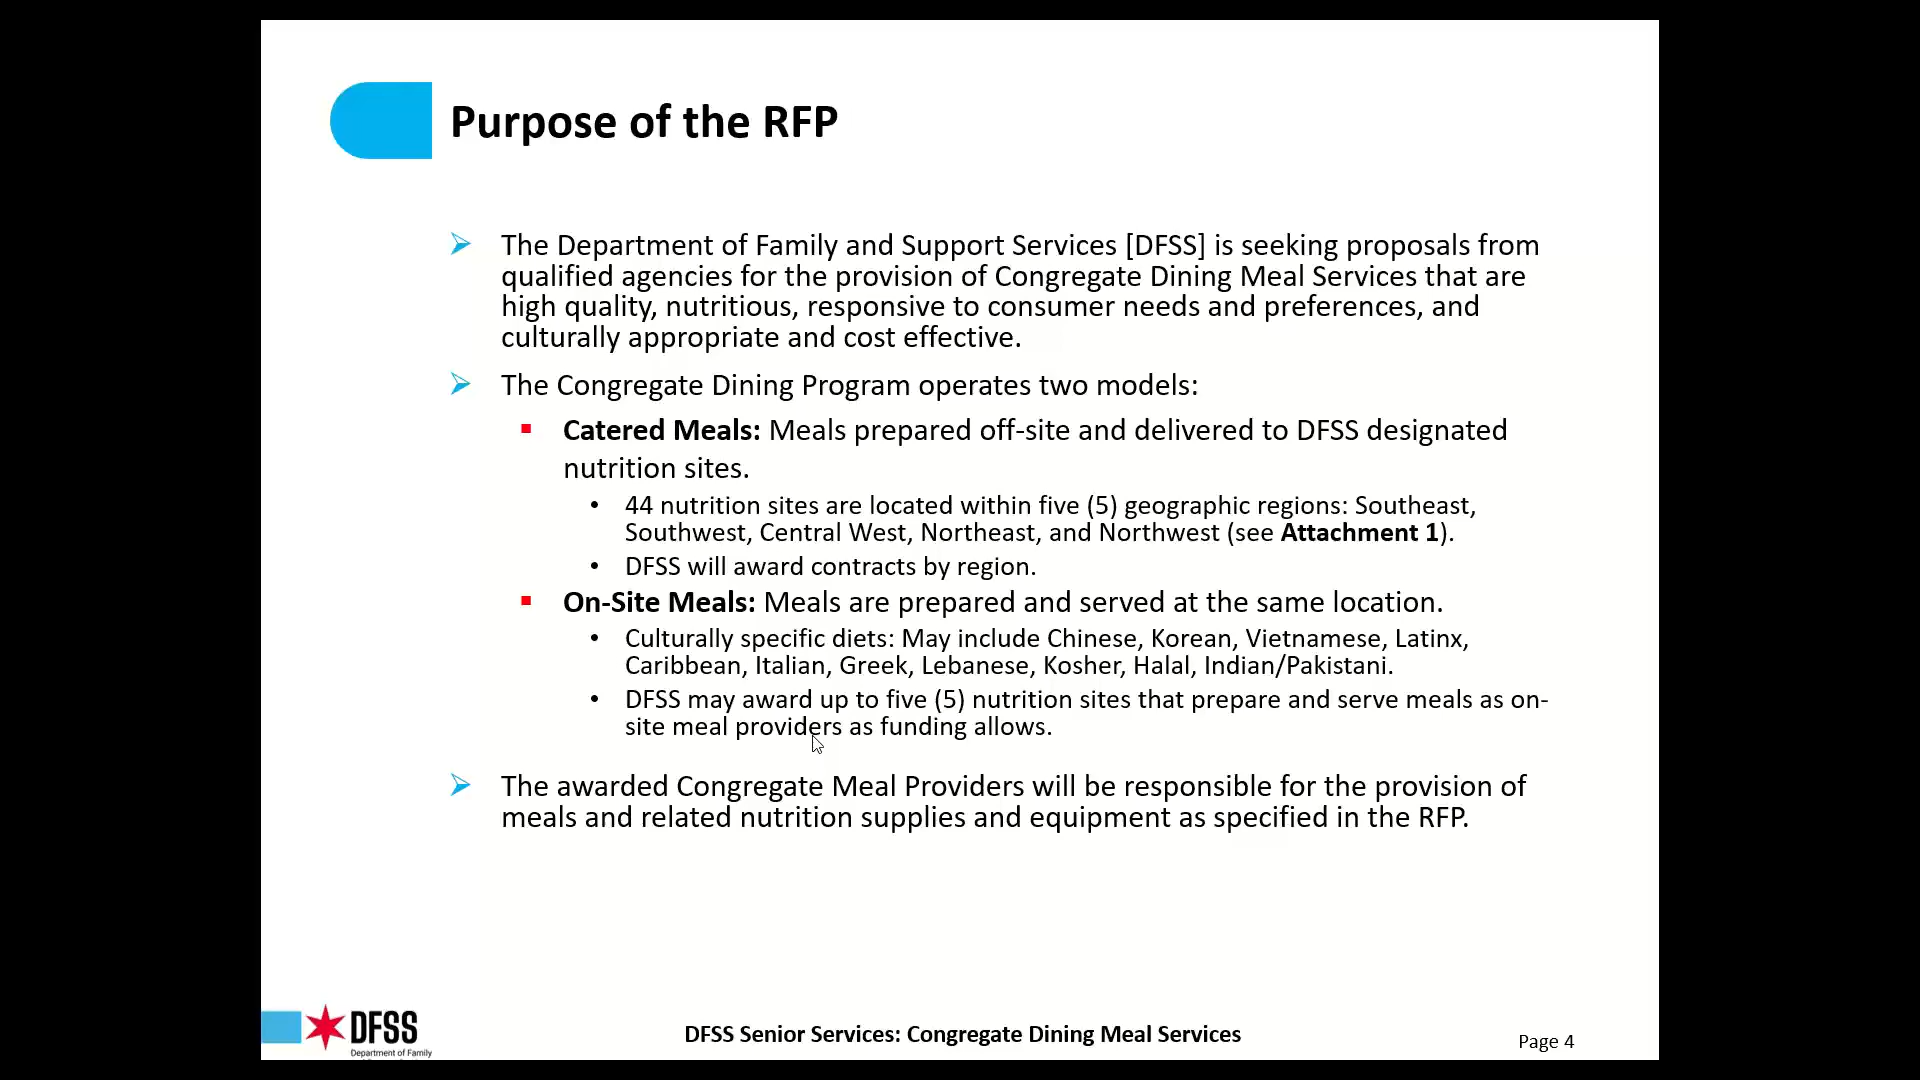 Purpose of the RFP
The Department of Family and Support Services [DFSS] is seeking proposals from
qualified agencies for the provision of Congregate Dining Meal Services that are
high quality, nutritious, responsive to consumer needs and preferences, and
culturally appropriate and cost effective.
The Congregate Dining Program operates two models:
Catered Meals: Meals prepared off-site and delivered to DFSS designated
nutrition sites.
44 nutrition sites are located within five (5) geographic regions: Southeast,
Southwest, Central West, Northeast, and Northwest (see Attachment 1).
DFSS will award contracts by region.
On-Site Meals: Meals are prepared and served at the same location.
Culturally specific diets: May include Chinese, Korean, Vietnamese, Latinx,
Caribbean, Italian, Greek, Lebanese, Kosher, Halal, Indian/Pakistani.
DFSS may award up to five (5) nutrition sites that prepare and serve meals as on-
site meal providers as funding allows.
The awarded Congregate Meal Providers will be responsible for the provision of
meals and related nutrition supplies and equipment as specified in the RFP.
DFSS
Department of Family
DFSS Senior Services: Congregate Dining Meal Services
Page 4